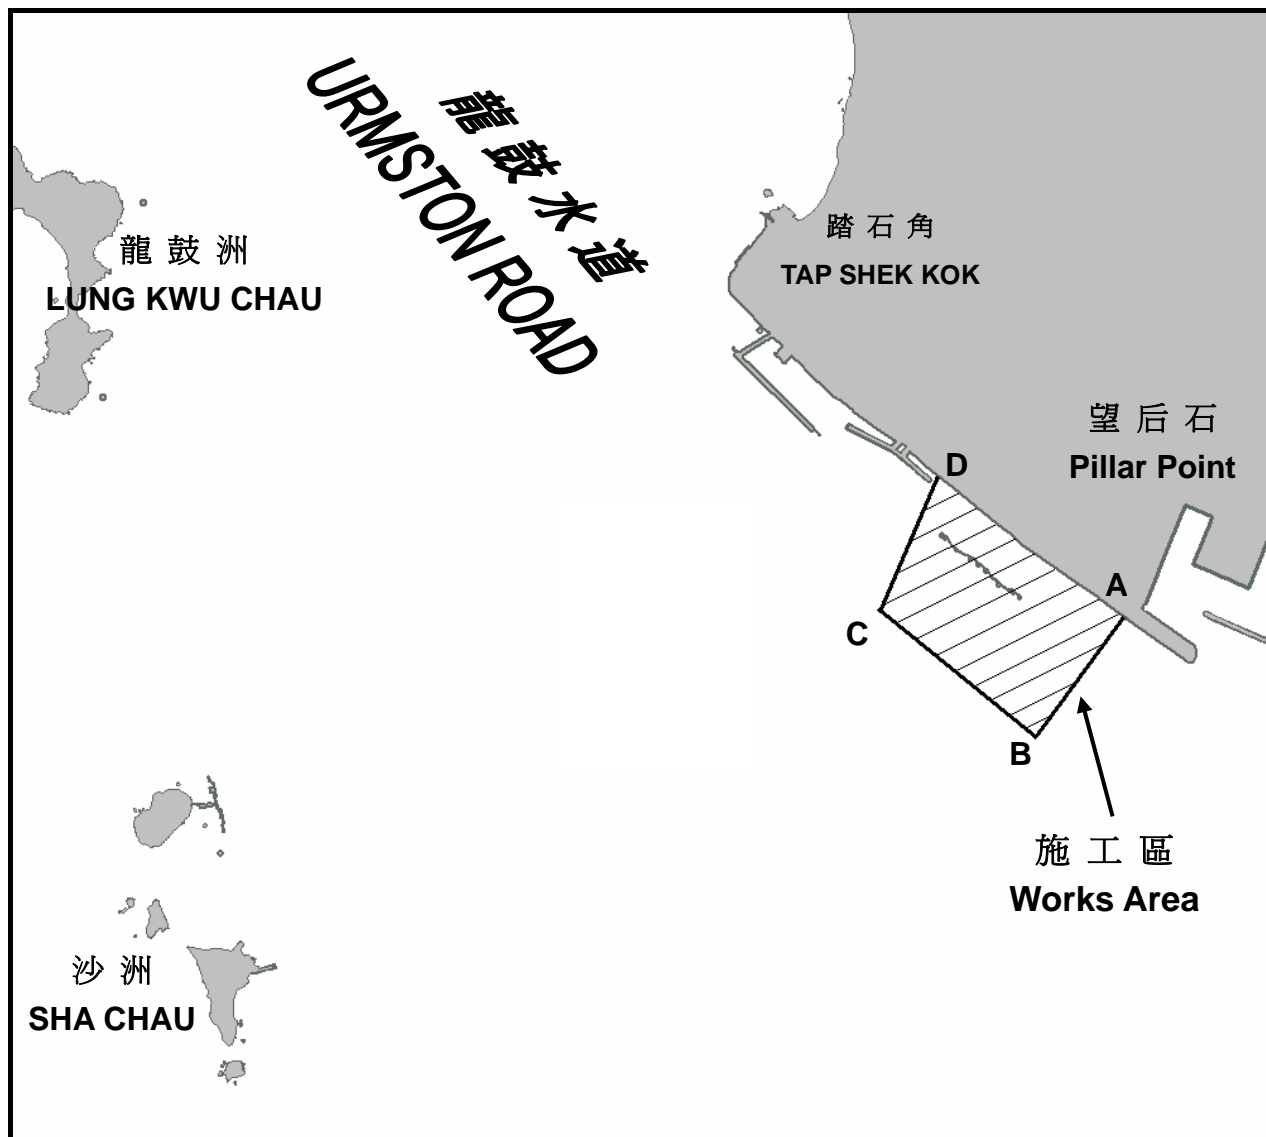 龍鼓水道
URMSTON ROAD
龍鼓洲
LUNG KWU CHAU
踏石角
TAP SHEK KOK
望后石
Pillar Point
D
A
C
B
施工區
Works Area
沙洲
SHA CHAU